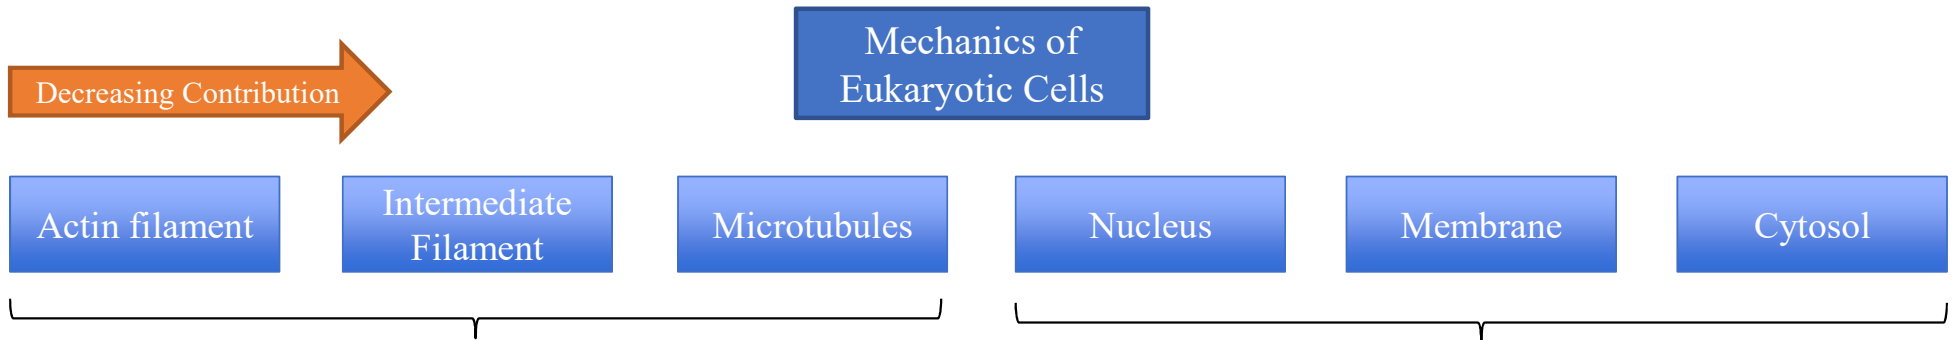 Mechanics of
Eukaryotic Cells
Decreasing Contribution
Actin filament
Intermediate
Filament
Microtubules
Nucleus
Membrane
Cytosol